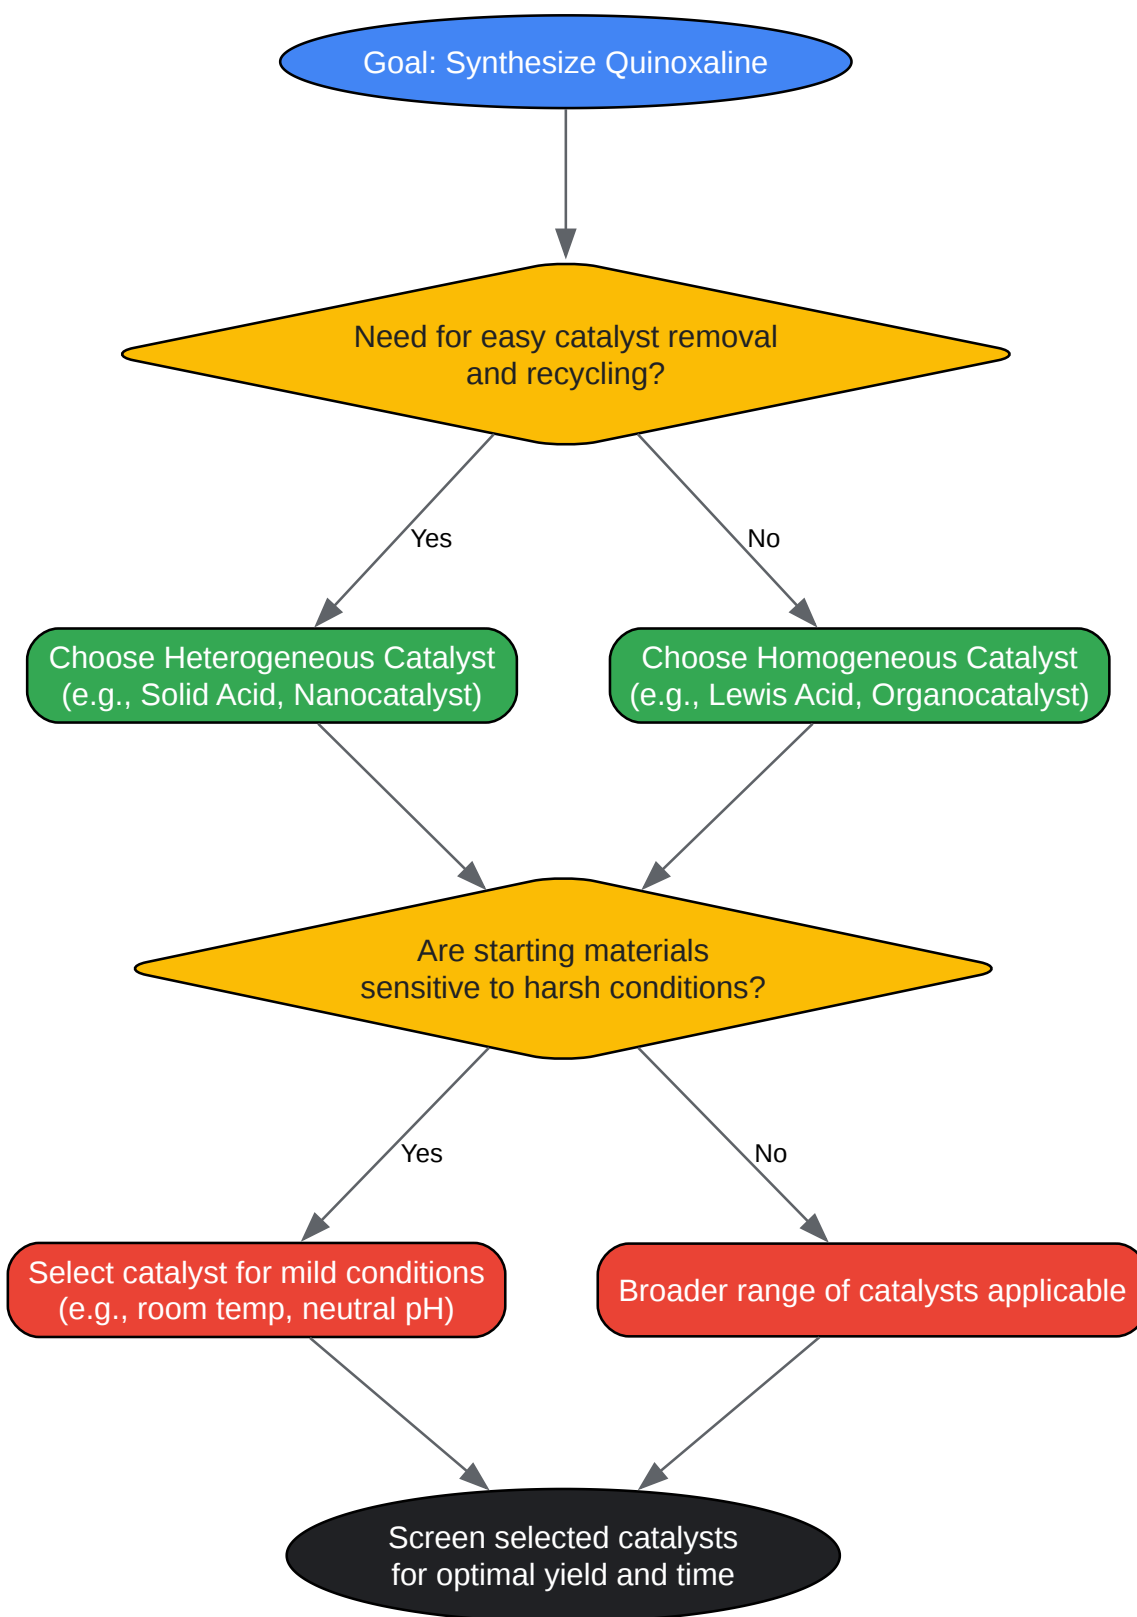 Goal: Synthesize Quinoxaline
Need for easy catalyst removal
and recycling?
Yes
No
Choose Heterogeneous Catalyst
(e.g., Solid Acid, Nanocatalyst)
Choose Homogeneous Catalyst
(e.g., Lewis Acid, Organocatalyst)
Are starting materials
sensitive to harsh conditions?
Yes
No
Select catalyst for mild conditions
(e.g., room temp, neutral pH)
Broader range of catalysts applicable
Screen selected catalysts
for optimal yield and time